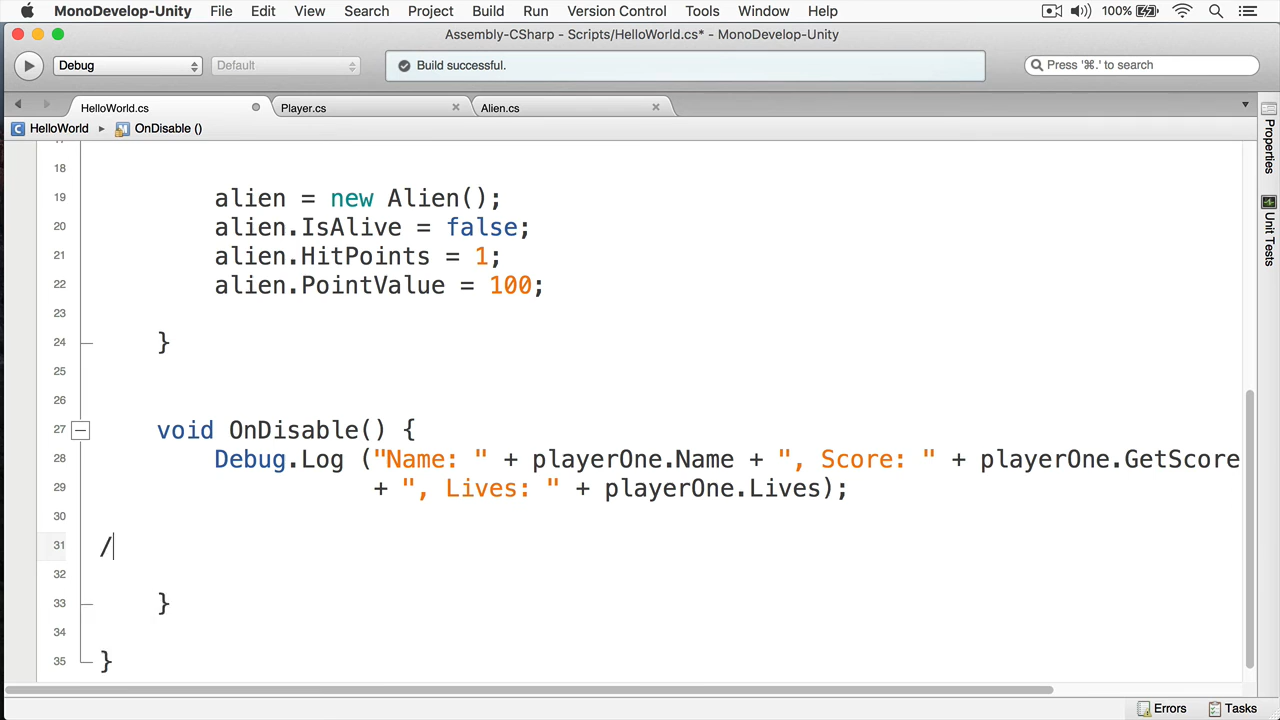 MonoDevelop-Unity File Edit View Search Project Build Run Version Control Tools Window Help 100%
Assembly-CSharp - Scripts/HelloWorld.cs* - MonoDevelop-Unity
Debug Default Build successful. Press '⌘.' to search
HelloWorld.cs Player.cs Alien.cs
C HelloWorld ▸ OnDisable ()
Properties
Unit Tests
18
19 alien = new Alien();
20 alien.IsAlive = false;
21 alien.HitPoints = 1;
22 alien.PointValue = 100;
23
24 }
25
26
27 void OnDisable() {
28 Debug.Log ("Name: " + playerOne.Name + ", Score: " + playerOne.GetScore
29 + ", Lives: " + playerOne.Lives);
30
31 /
32
33 }
34
35 }
Errors Tasks